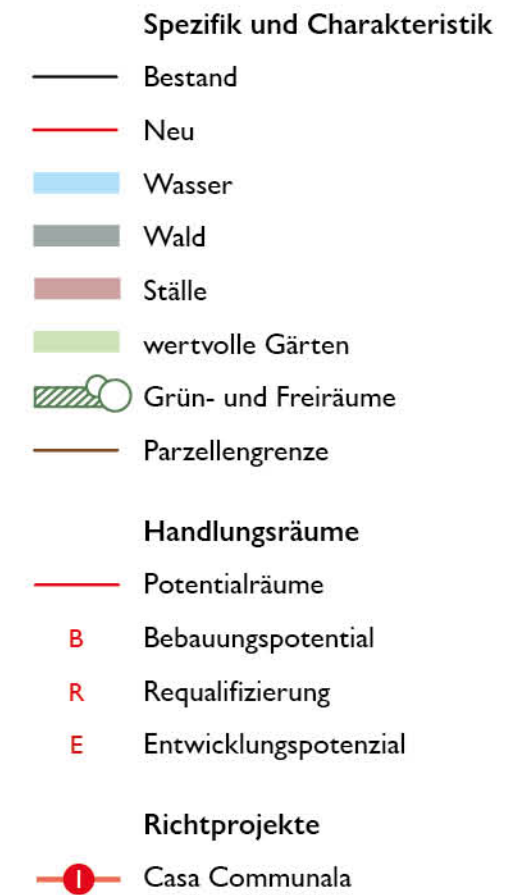 Spezifik und Charakteristik
Bestand
Neu
Wasser
Wald
Ställe
wertvolle Gärten
Grün- und Freiräume
Parzellengrenze
Handlungsräume
Potentialräume
B Bebauungspotential
R Requalifizierung
E Entwicklungspotenzial
Richtprojekte
I Casa Communala